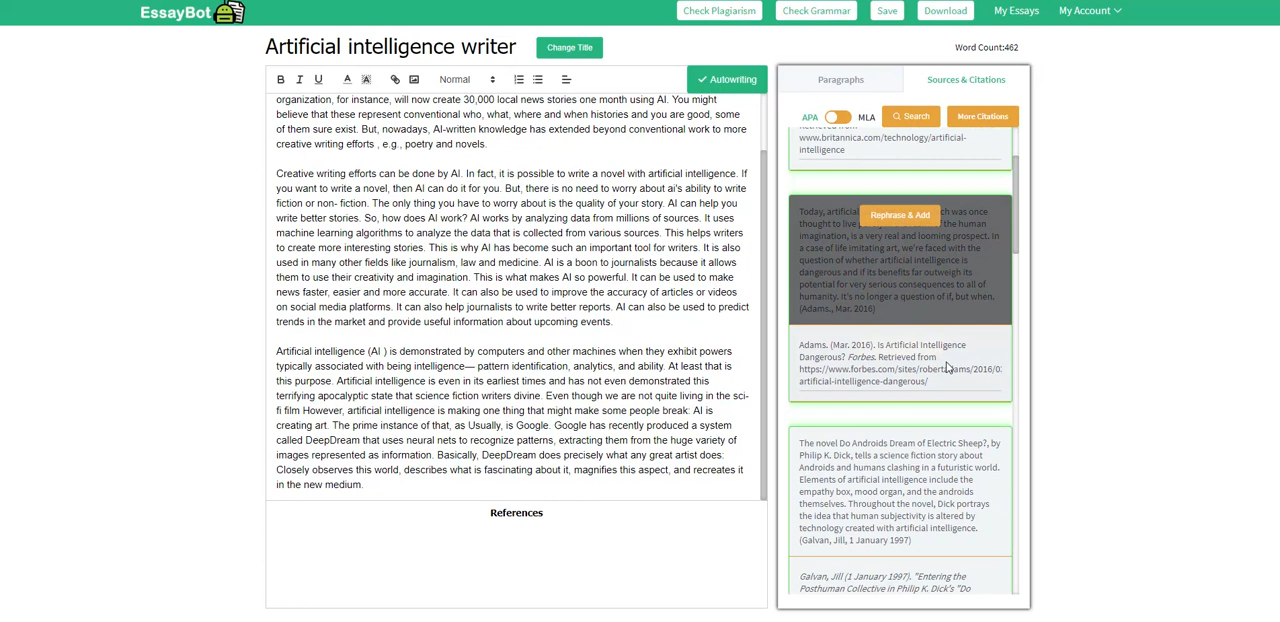 EssayBot
Check Plagiarism
Check Grammar
Save
Download
My Essays
My Account
Artificial intelligence writer
Change Title
Word Count:462
B I U A A Normal
Autowriting
organization, for instance, will now create 30,000 local news stories one month using AI. You might
believe that these represent conventional who, what, where and when histories and you are good, some
of them sure exist. But, nowadays, AI-written knowledge has extended beyond conventional work to more
creative writing efforts , e.g., poetry and novels.
Creative writing efforts can be done by AI. In fact, it is possible to write a novel with artificial intelligence. If
you want to write a novel, then AI can do it for you. But, there is no need to worry about ai's ability to write
fiction or non- fiction. The only thing you have to worry about is the quality of your story. AI can help you
write better stories. So, how does AI work? AI works by analyzing data from millions of sources. It uses
machine learning algorithms to analyze the data that is collected from various sources. This helps writers
to create more interesting stories. This is why AI has become such an important tool for writers. It is also
used in many other fields like journalism, law and medicine. AI is a boon to journalists because it allows
them to use their creativity and imagination. This is what makes AI so powerful. It can be used to make
news faster, easier and more accurate. It can also be used to improve the accuracy of articles or videos
on social media platforms. It can also help journalists to write better reports. AI can also be used to predict
trends in the market and provide useful information about upcoming events.
Artificial intelligence (AI ) is demonstrated by computers and other machines when they exhibit powers
typically associated with being intelligence— pattern identification, analytics, and ability. At least that is
this purpose. Artificial intelligence is even in its earliest times and has not even demonstrated this
terrifying apocalyptic state that science fiction writers divine. Even though we are not quite living in the sci-
fi film However, artificial intelligence is making one thing that might make some people break: AI is
creating art. The prime instance of that, as Usually, is Google. Google has recently produced a system
called DeepDream that uses neural nets to recognize patterns, extracting them from the huge variety of
images represented as information. Basically, DeepDream does precisely what any great artist does:
Closely observes this world, describes what is fascinating about it, magnifies this aspect, and recreates it
in the new medium.
References
Paragraphs
Sources & Citations
APA
MLA
Search
More Citations
Retrieved from
www.britannica.com/technology/artificial-
intelligence
Today, artificial
Rephrase & Add
ch was once
thought to live
f the human
imagination, is a very real and looming prospect. In
a case of life imitating art, we're faced with the
question of whether artificial intelligence is
dangerous and if its benefits far outweigh its
potential for very serious consequences to all of
humanity. It's no longer a question of if, but when.
(Adams., Mar. 2016)
Adams. (Mar. 2016). Is Artificial Intelligence
Dangerous? Forbes. Retrieved from
https://www.forbes.com/sites/robertadams/2016/03
artificial-intelligence-dangerous/
The novel Do Androids Dream of Electric Sheep?, by
Philip K. Dick, tells a science fiction story about
Androids and humans clashing in a futuristic world.
Elements of artificial intelligence include the
empathy box, mood organ, and the androids
themselves. Throughout the novel, Dick portrays
the idea that human subjectivity is altered by
technology created with artificial intelligence.
(Galvan, Jill, 1 January 1997)
Galvan, Jill (1 January 1997). "Entering the
Posthuman Collective in Philip K. Dick's "Do